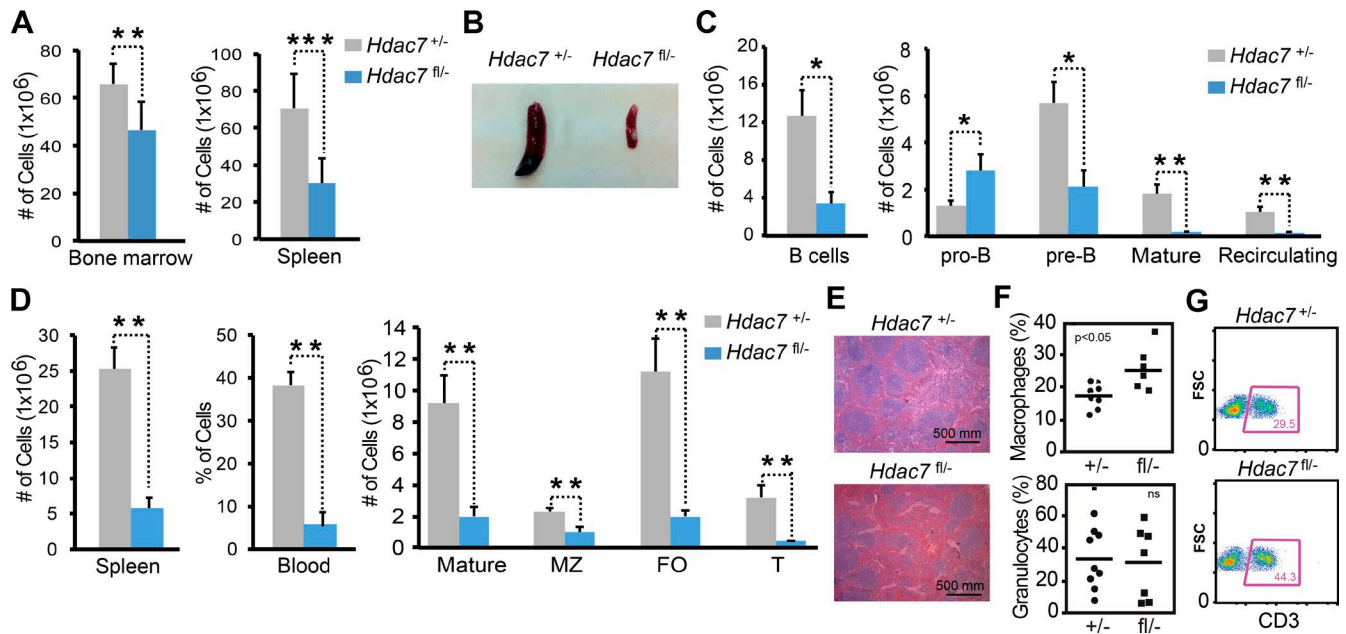 A
# of Cells (1x10⁶)
80
60
40
20
0
**
Bone marrow
# of Cells (1x10⁶)
100
80
60
40
20
0
***
Spleen
Hdac7 +/-
Hdac7 fl/-
B
Hdac7 +/- Hdac7 fl/-
C
# of Cells (1x10⁶)
16
12
8
4
0
*
B cells
# of Cells (1x10⁶)
8
6
4
2
0
* * ** **
pro-B pre-B Mature Recirculating
Hdac7 +/-
Hdac7 fl/-
D
# of Cells (1x10⁶)
30
25
20
15
10
5
0
**
Spleen
% of Cells
50
40
30
20
10
0
**
Blood
# of Cells (1x10⁶)
14
12
10
8
6
4
2
0
** ** ** **
Mature MZ FO T
Hdac7 +/-
Hdac7 fl/-
E
Hdac7 +/-
500 mm
Hdac7 fl/-
500 mm
F
Macrophages (%)
40
30
20
10
0
p<0.05
+/- fl/-
Granulocytes (%)
80
60
40
20
0
ns
+/- fl/-
G
Hdac7 +/-
FSC
29.5
Hdac7 fl/-
FSC
44.3
CD3